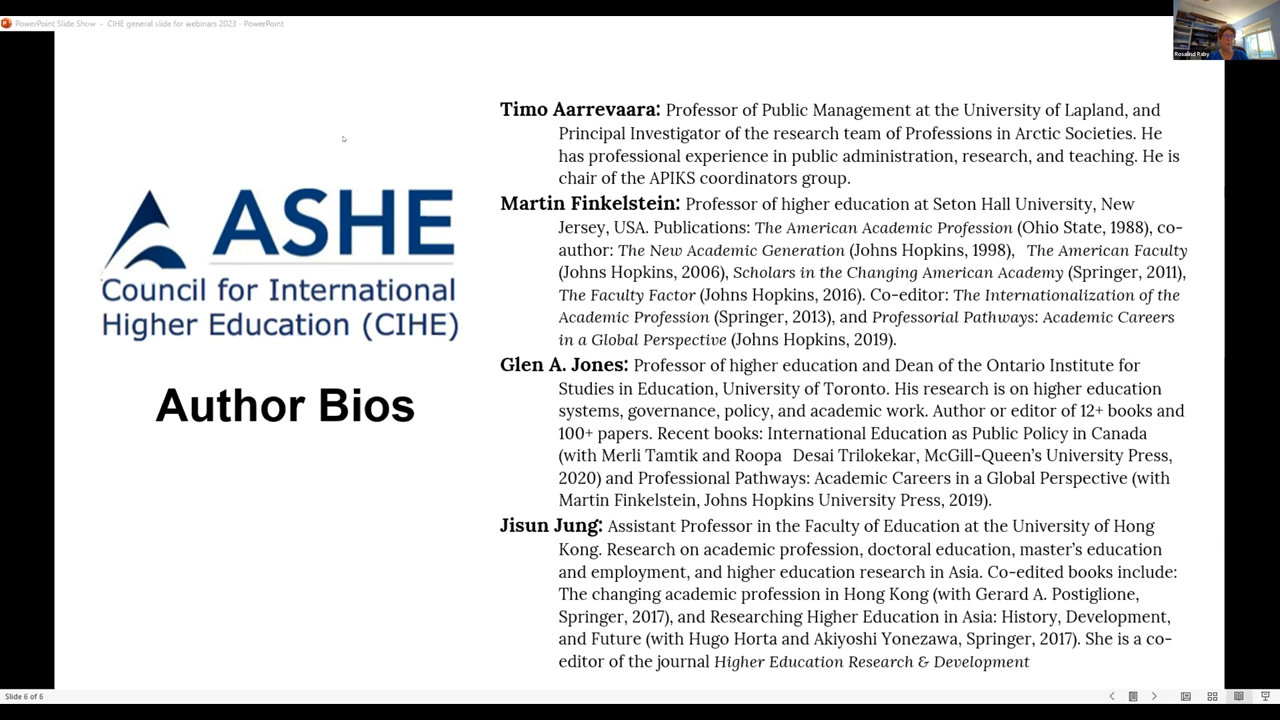 PowerPoint Slide Show - CIHE general slide for webinars 2023 - PowerPoint
Rosalind Raby
ASHE
Council for International
Higher Education (CIHE)
Author Bios
Timo Aarrevaara: Professor of Public Management at the University of Lapland, and
Principal Investigator of the research team of Professions in Arctic Societies. He
has professional experience in public administration, research, and teaching. He is
chair of the APIKS coordinators group.
Martin Finkelstein: Professor of higher education at Seton Hall University, New
Jersey, USA. Publications: The American Academic Profession (Ohio State, 1988), co-
author: The New Academic Generation (Johns Hopkins, 1998), The American Faculty
(Johns Hopkins, 2006), Scholars in the Changing American Academy (Springer, 2011),
The Faculty Factor (Johns Hopkins, 2016). Co-editor: The Internationalization of the
Academic Profession (Springer, 2013), and Professorial Pathways: Academic Careers
in a Global Perspective (Johns Hopkins, 2019).
Glen A. Jones: Professor of higher education and Dean of the Ontario Institute for
Studies in Education, University of Toronto. His research is on higher education
systems, governance, policy, and academic work. Author or editor of 12+ books and
100+ papers. Recent books: International Education as Public Policy in Canada
(with Merli Tamtik and Roopa Desai Trilokekar, McGill-Queen's University Press,
2020) and Professional Pathways: Academic Careers in a Global Perspective (with
Martin Finkelstein, Johns Hopkins University Press, 2019).
Jisun Jung: Assistant Professor in the Faculty of Education at the University of Hong
Kong. Research on academic profession, doctoral education, master's education
and employment, and higher education research in Asia. Co-edited books include:
The changing academic profession in Hong Kong (with Gerard A. Postiglione,
Springer, 2017), and Researching Higher Education in Asia: History, Development,
and Future (with Hugo Horta and Akiyoshi Yonezawa, Springer, 2017). She is a co-
editor of the journal Higher Education Research & Development
Slide 6 of 6